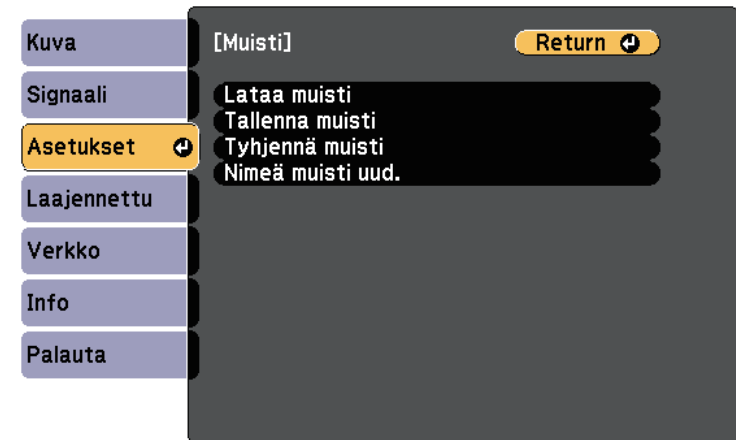 Kuva
Signaali
Asetukset
Laajennettu
Verkko
Info
Palauta
[Muisti]
Return
Lataa muisti
Tallenna muisti
Tyhjennä muisti
Nimeä muisti uud.